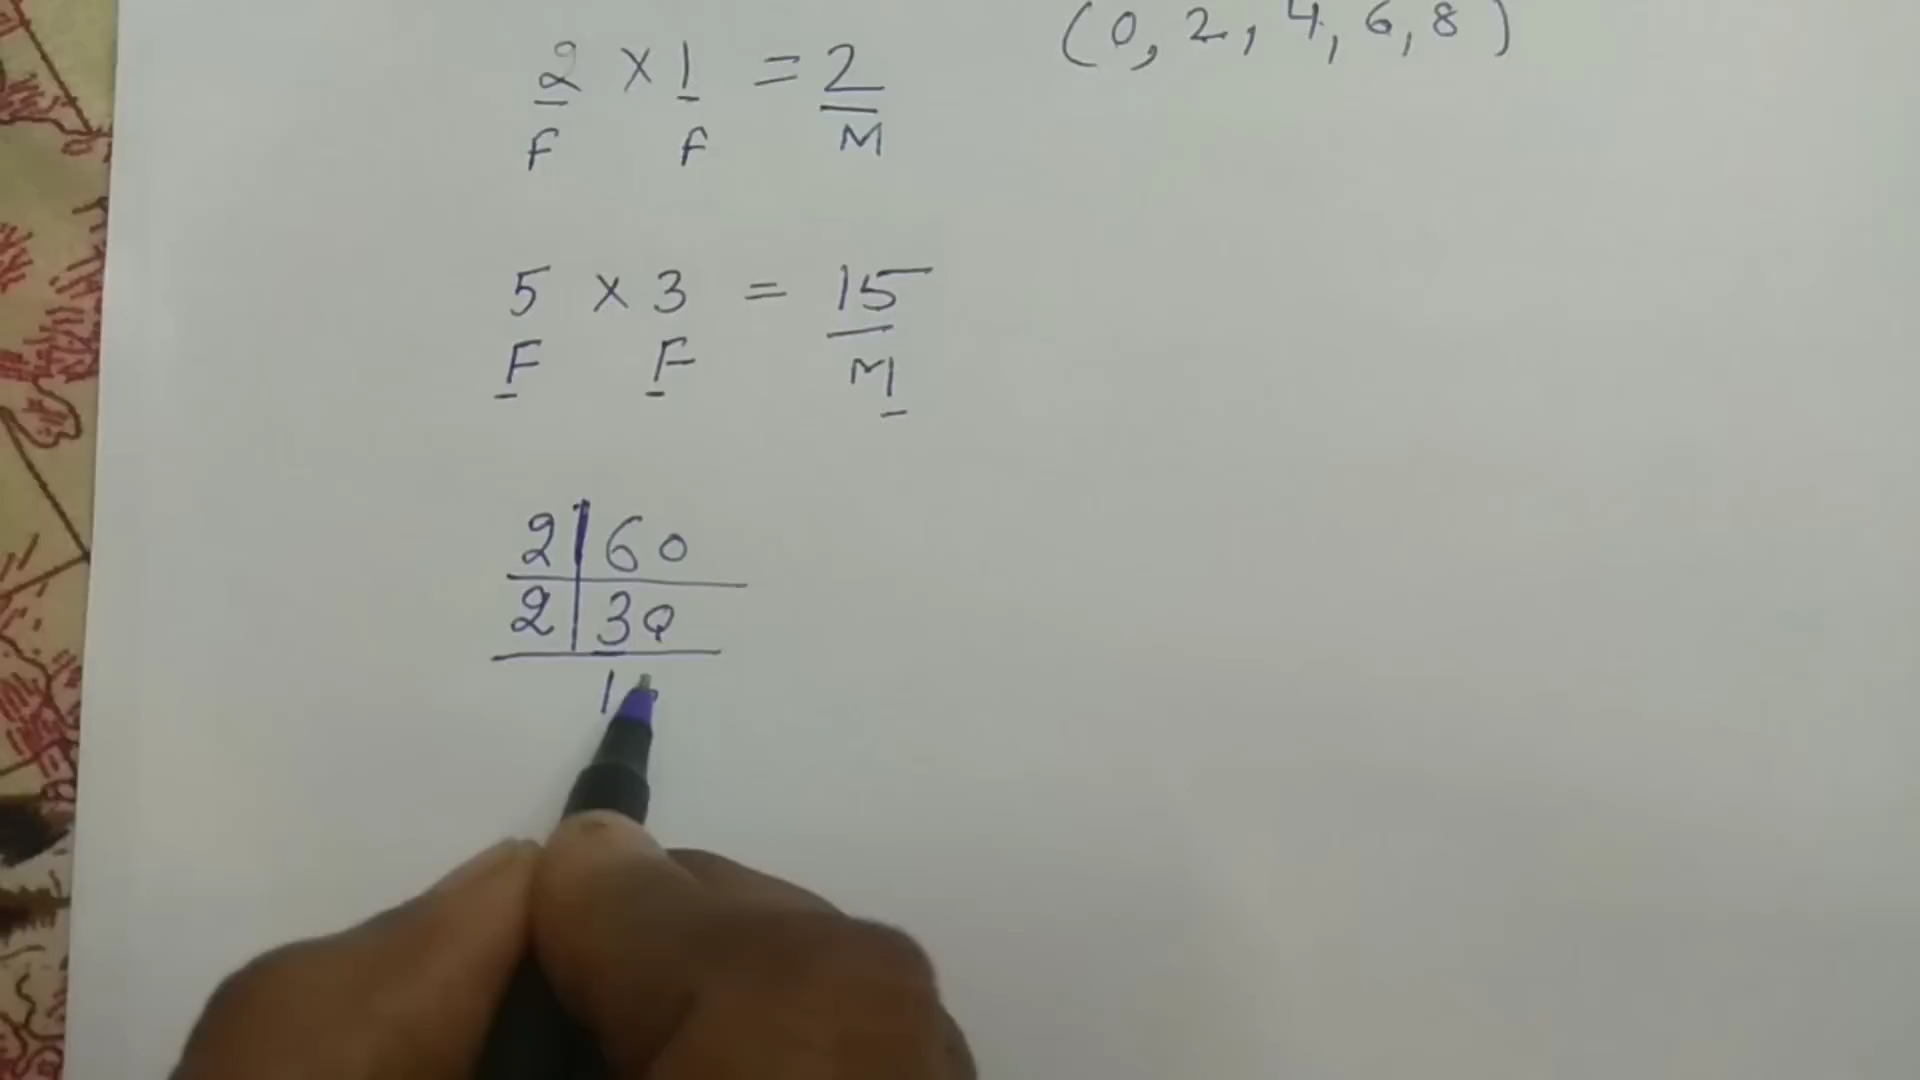 (0, 2, 4, 6, 8)
2 × 1 = 2
F F M
5 × 3 = 15
F F M
2 | 60
2 | 30
1